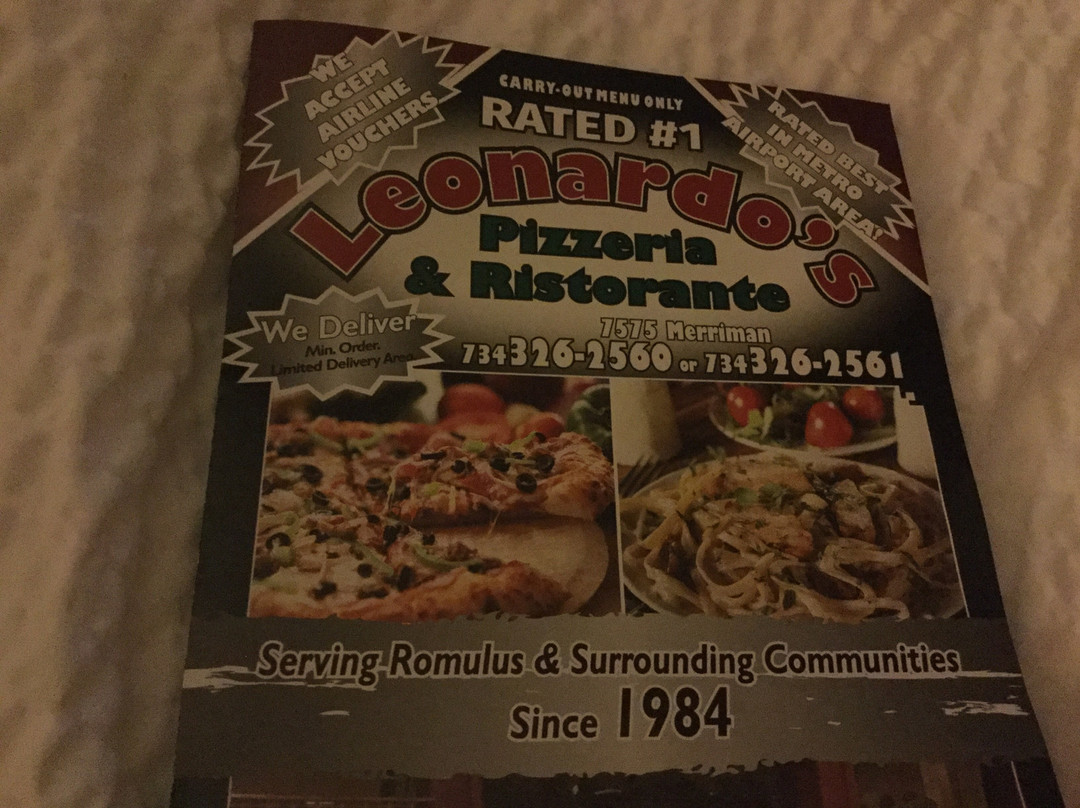 WE
ACCEPT
AIRLINE
VOUCHERS
CARRY-OUT MENU ONLY
RATED #1
RATED BEST
IN METRO
AIRPORT AREA!
Leonardo's
Pizzeria
& Ristorante
We Deliver
Min. Order.
Limited Delivery Area.
7575 Merriman
734 326-2560 or 734 326-2561
Serving Romulus & Surrounding Communities
Since 1984